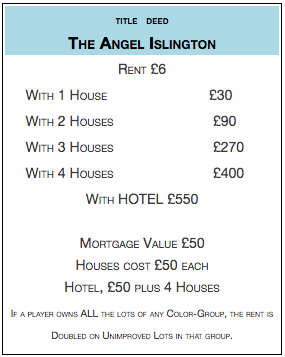 TITLE DEED
THE ANGEL ISLINGTON
RENT £6
WITH 1 HOUSE £30
WITH 2 HOUSES £90
WITH 3 HOUSES £270
WITH 4 HOUSES £400
WITH HOTEL £550
MORTGAGE VALUE £50
HOUSES COST £50 EACH
HOTEL, £50 PLUS 4 HOUSES
IF A PLAYER OWNS ALL THE LOTS OF ANY COLOR-GROUP, THE RENT IS
DOUBLED ON UNIMPROVED LOTS IN THAT GROUP.